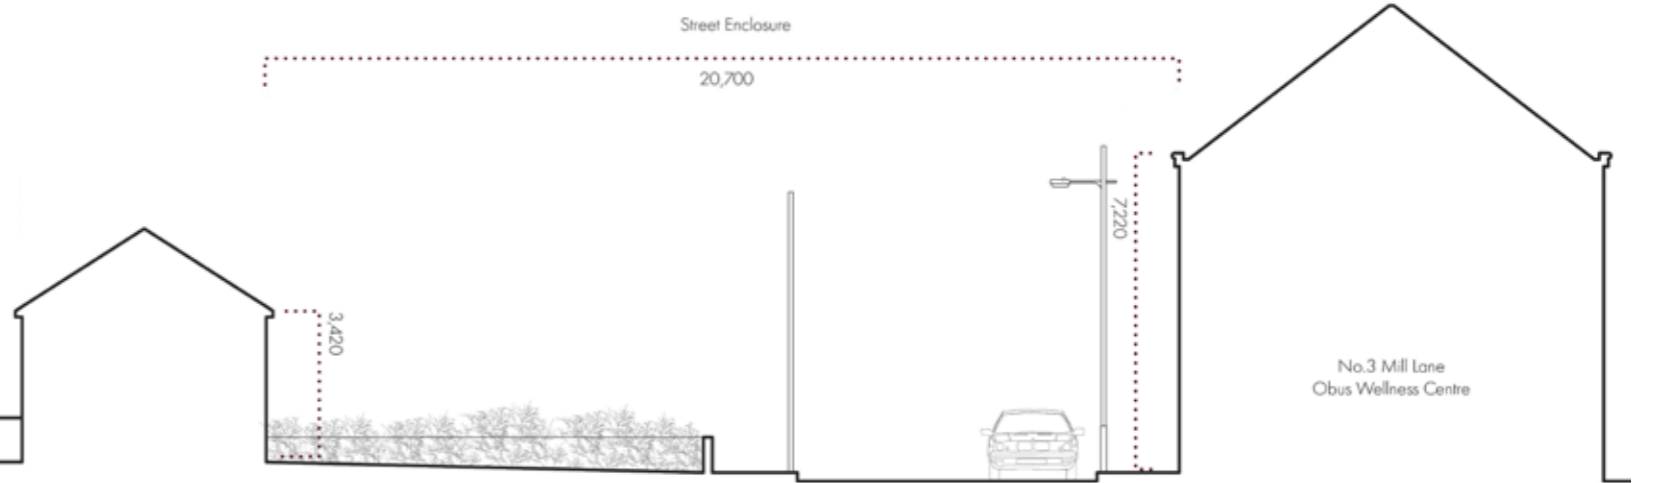 Street Enclosure
20,700
7,220
3,420
No.3 Mill Lane
Obus Wellness Centre